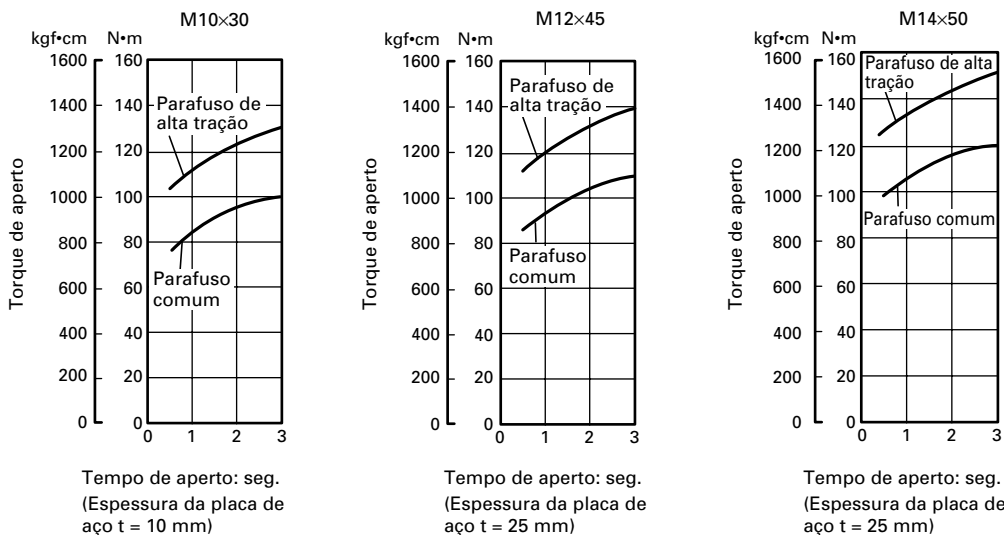 M10×30
kgf•cm N•m
1600 160
1400 140
1200 120
1000 100
800 80
600 60
400 40
200 20
0 0
0 1 2 3
Torque de aperto
Parafuso de
alta tração
Parafuso
comum
Tempo de aperto: seg.
(Espessura da placa de
aço t = 10 mm)
M12×45
kgf•cm N•m
1600 160
1400 140
1200 120
1000 100
800 80
600 60
400 40
200 20
0 0
0 1 2 3
Torque de aperto
Parafuso de
alta tração
Parafuso
comum
Tempo de aperto: seg.
(Espessura da placa de
aço t = 25 mm)
M14×50
kgf•cm N•m
1600 160
1400 140
1200 120
1000 100
800 80
600 60
400 40
200 20
0 0
0 1 2 3
Torque de aperto
Parafuso de alta
tração
Parafuso comum
Tempo de aperto: seg.
(Espessura da placa de
aço t = 25 mm)